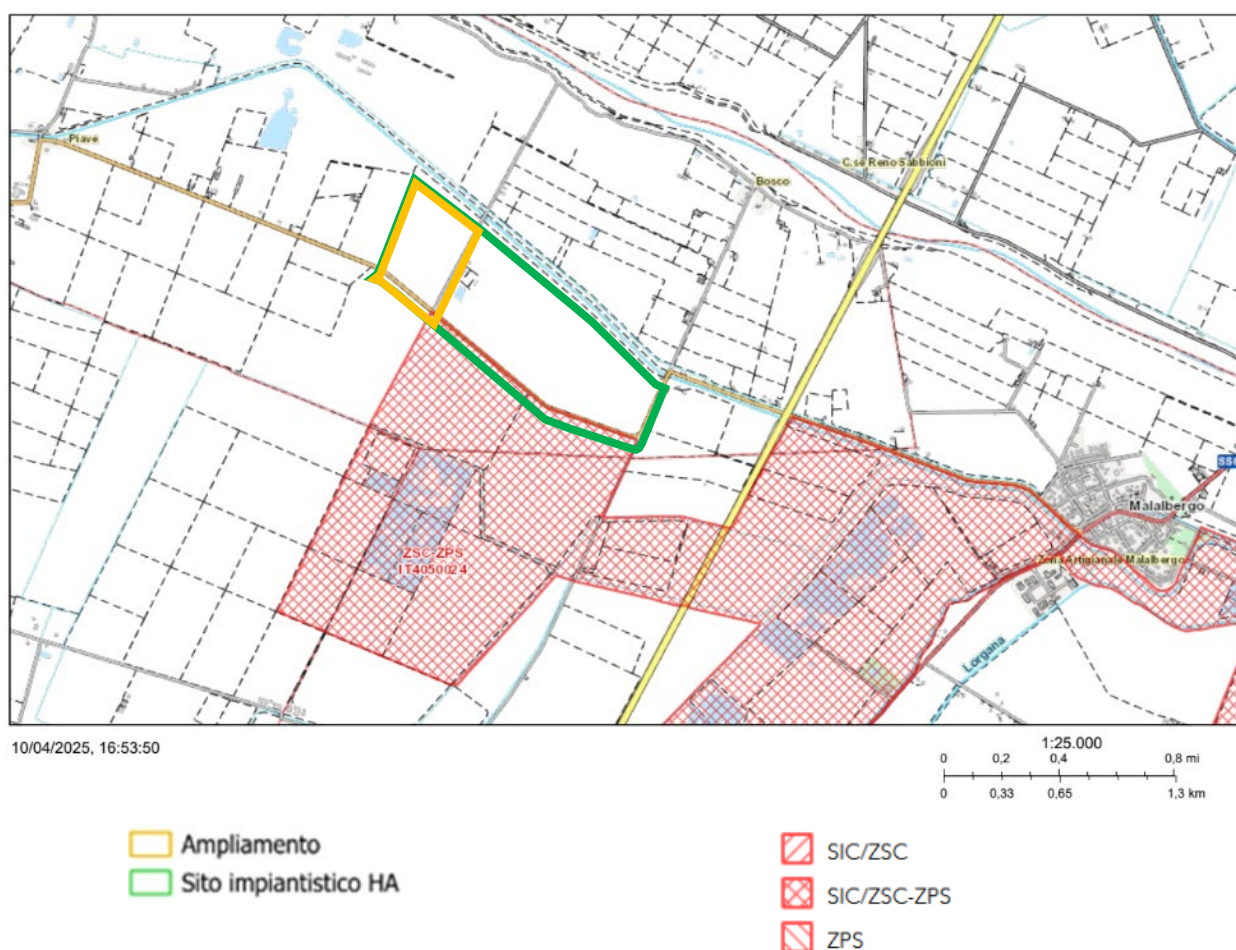 Piave
C.se Reno Sabbioni
Bosco
Malalbergo
ZSC-ZPS
IT4050024
Zona Artigianale Malalbergo
Lorgana
10/04/2025, 16:53:50
1:25.000
0 0,2 0,4 0,8 mi
0 0,33 0,65 1,3 km
Ampliamento
Sito impiantistico HA
SIC/ZSC
SIC/ZSC-ZPS
ZPS